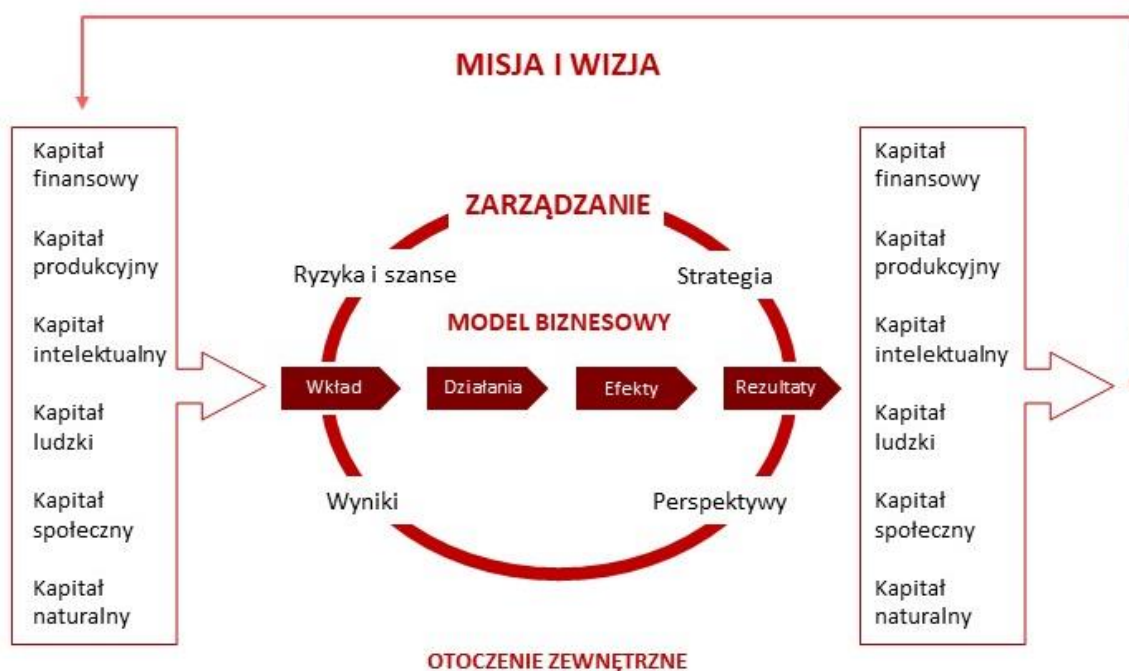 MISJA I WIZJA
Kapitał
finansowy
Kapitał
produkcyjny
Kapitał
intelektualny
Kapitał
ludzki
Kapitał
społeczny
Kapitał
naturalny
ZARZĄDZANIE
Ryzyka i szanse
Strategia
MODEL BIZNESOWY
Wkład
Działania
Efekty
Rezultaty
Wyniki
Perspektywy
Kapitał
finansowy
Kapitał
produkcyjny
Kapitał
intelektualny
Kapitał
ludzki
Kapitał
społeczny
Kapitał
naturalny
OTOCZENIE ZEWNĘTRZNE